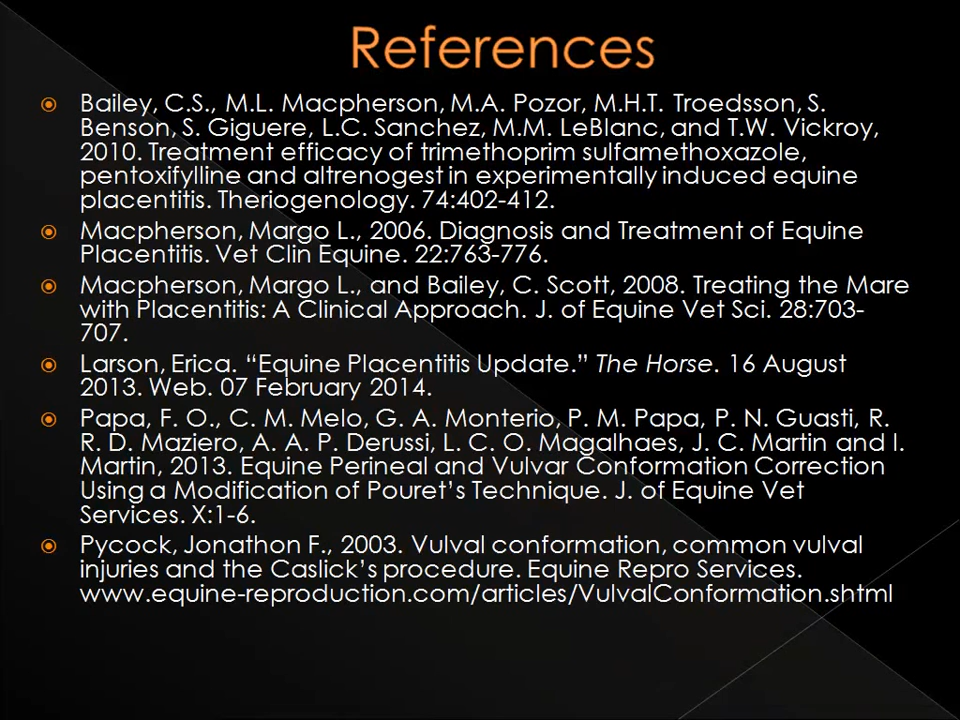 References
Bailey, C.S., M.L. Macpherson, M.A. Pozor, M.H.T. Troedsson, S.
Benson, S. Giguere, L.C. Sanchez, M.M. LeBlanc, and T.W. Vickroy,
2010. Treatment efficacy of trimethoprim sulfamethoxazole,
pentoxifylline and altrenogest in experimentally induced equine
placentitis. Theriogenology. 74:402-412.
Macpherson, Margo L., 2006. Diagnosis and Treatment of Equine
Placentitis. Vet Clin Equine. 22:763-776.
Macpherson, Margo L., and Bailey, C. Scott, 2008. Treating the Mare
with Placentitis: A Clinical Approach. J. of Equine Vet Sci. 28:703-
707.
Larson, Erica. “Equine Placentitis Update.” The Horse. 16 August
2013. Web. 07 February 2014.
Papa, F. O., C. M. Melo, G. A. Monterio, P. M. Papa, P. N. Guasti, R.
R. D. Maziero, A. A. P. Derussi, L. C. O. Magalhaes, J. C. Martin and I.
Martin, 2013. Equine Perineal and Vulvar Conformation Correction
Using a Modification of Pouret’s Technique. J. of Equine Vet
Services. X:1-6.
Pycock, Jonathon F., 2003. Vulval conformation, common vulval
injuries and the Caslick’s procedure. Equine Repro Services.
www.equine-reproduction.com/articles/VulvalConformation.shtml